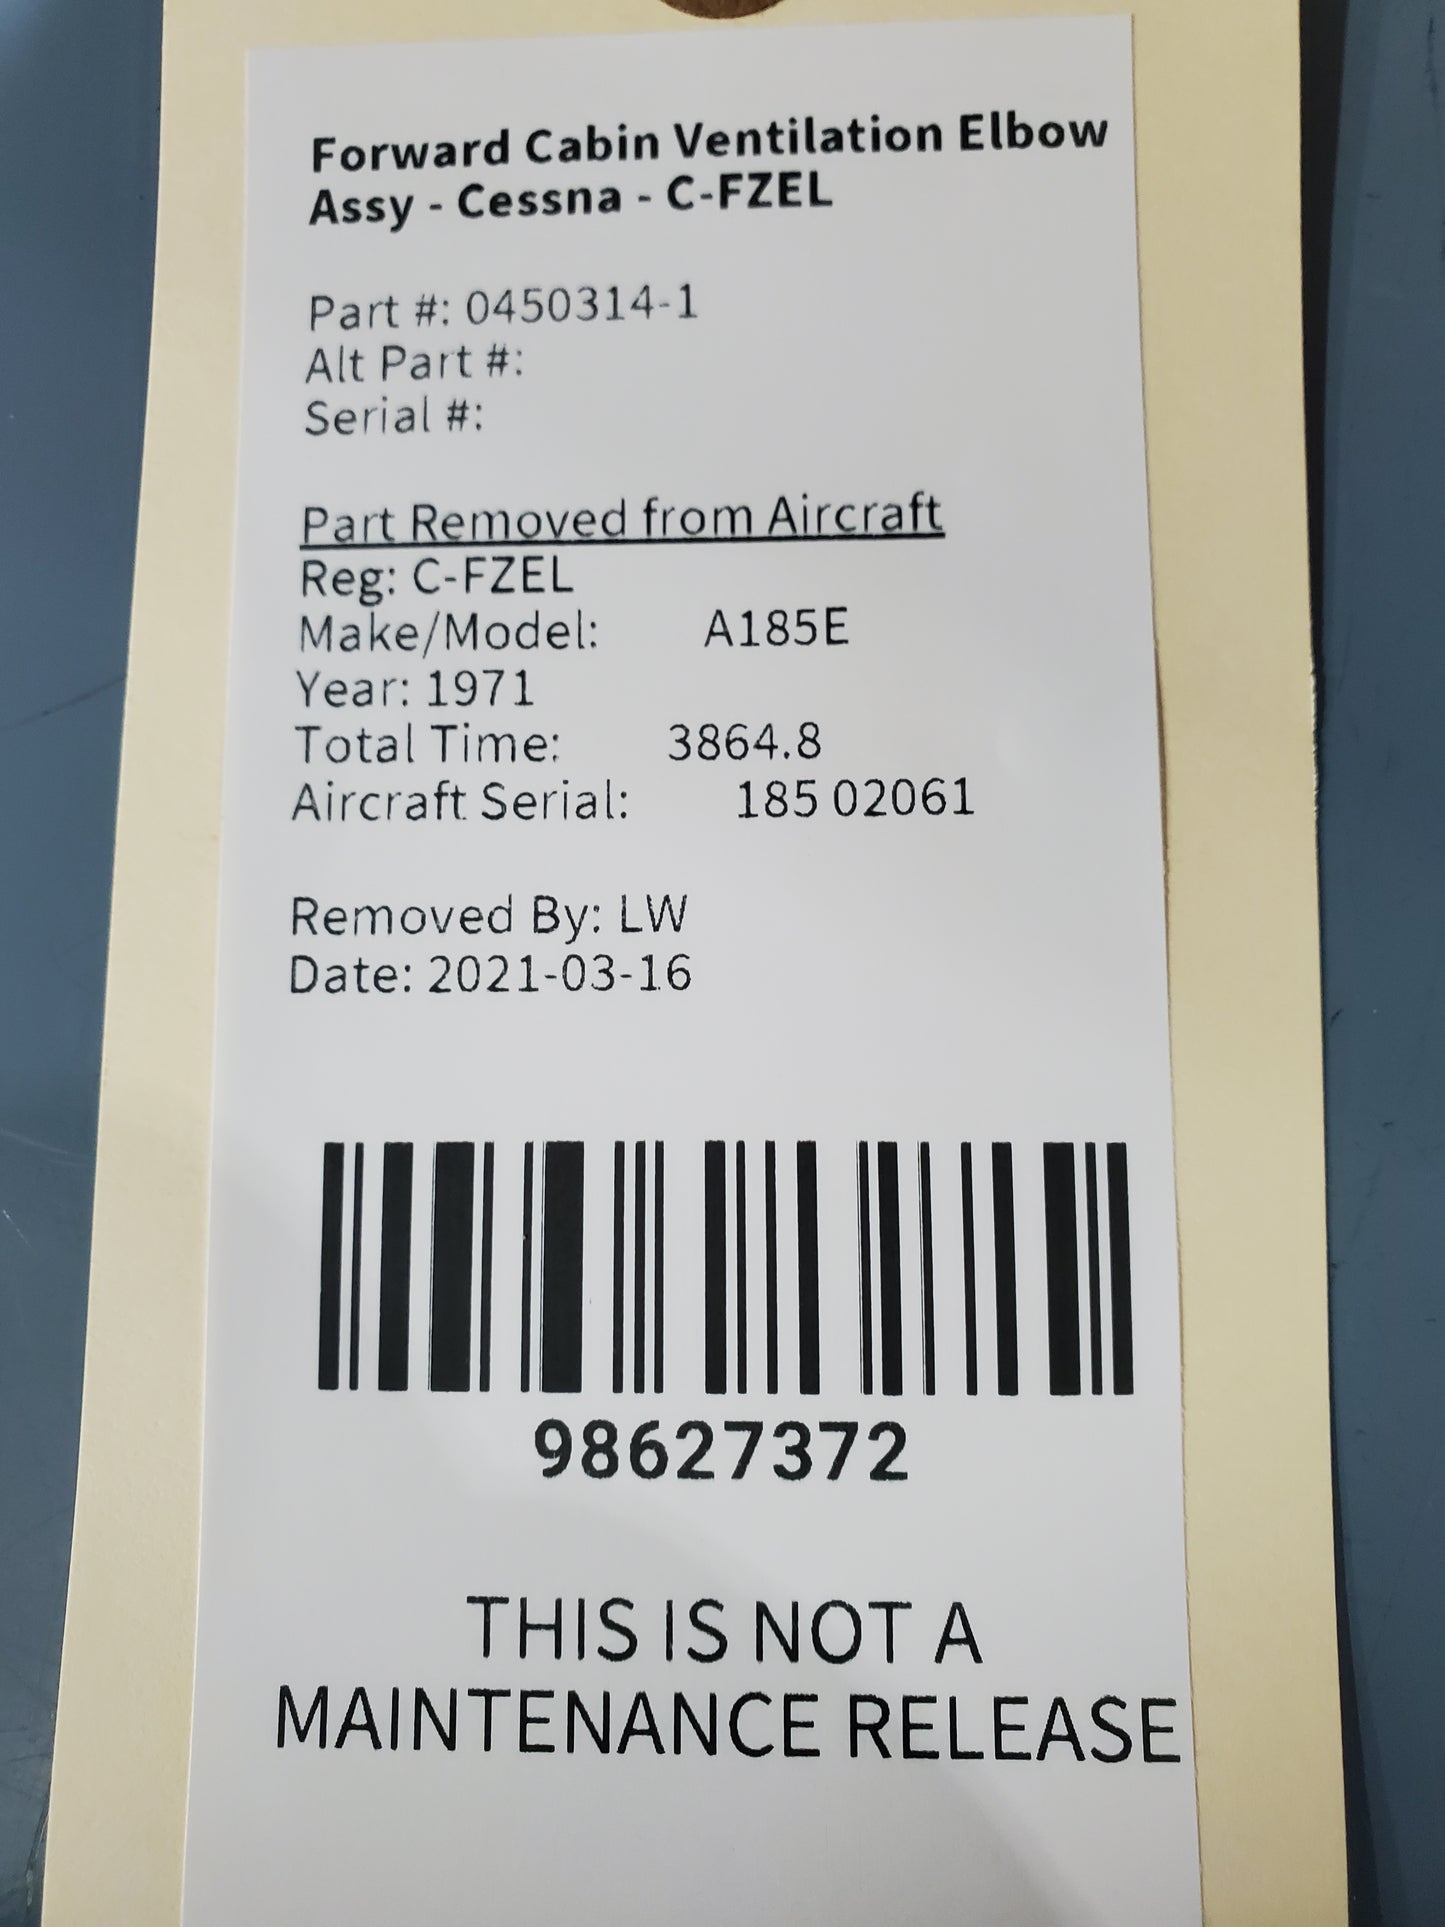 Forward Cabin Ventilation Elbow
Assy - Cessna - C-FZEL
Part #: 0450314-1
Alt Part #:
Serial #:
Part Removed from Aircraft
Reg: C-FZEL
Make/Model: A185E
Year: 1971
Total Time: 3864.8
Aircraft Serial: 185 02061
Removed By: LW
Date: 2021-03-16
98627372
THIS IS NOT A
MAINTENANCE RELEASE